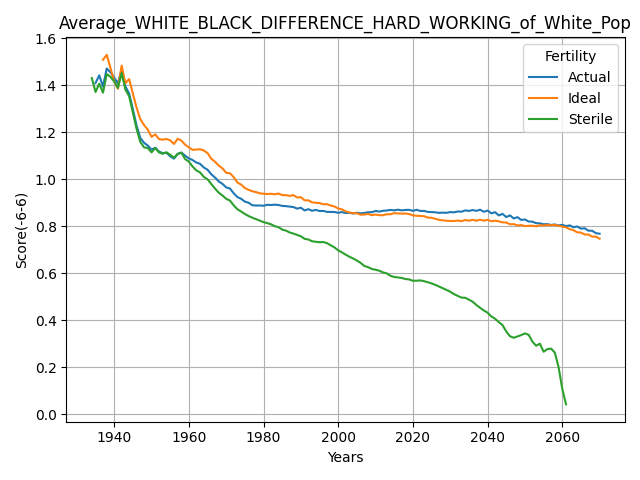 Average_WHITE_BLACK_DIFFERENCE_HARD_WORKING_of_White_Pop
Fertility
Actual
Ideal
Sterile
Score(-6-6)
1.6
1.4
1.2
1.0
0.8
0.6
0.4
0.2
0.0
1940 1960 1980 2000 2020 2040 2060
Years